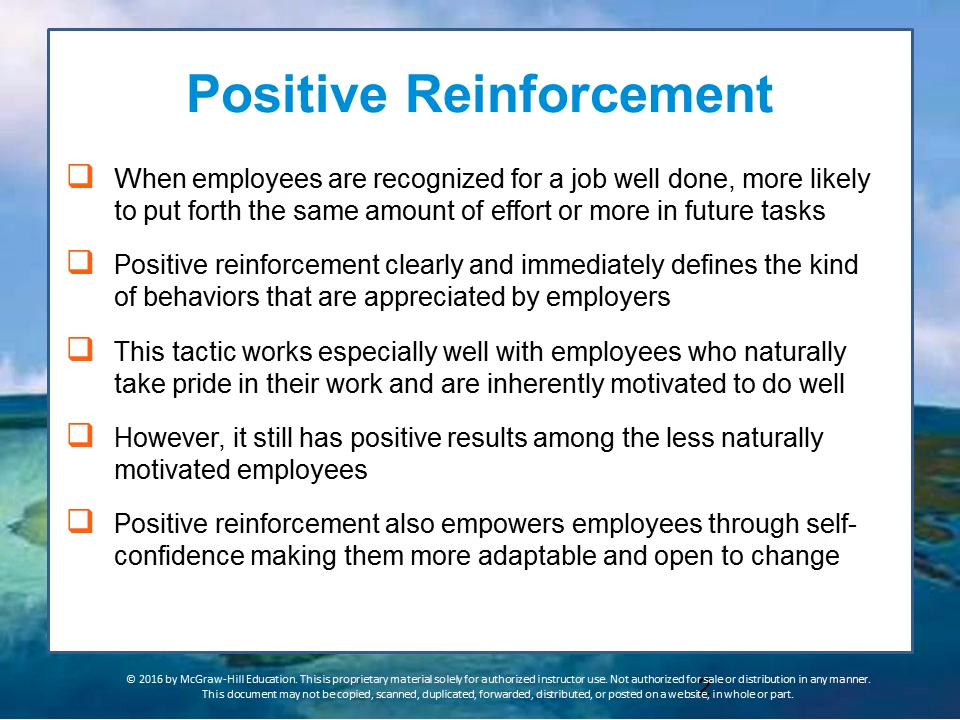 Positive Reinforcement
When employees are recognized for a job well done, more likely
to put forth the same amount of effort or more in future tasks
Positive reinforcement clearly and immediately defines the kind
of behaviors that are appreciated by employers
This tactic works especially well with employees who naturally
take pride in their work and are inherently motivated to do well
However, it still has positive results among the less naturally
motivated employees
Positive reinforcement also empowers employees through self-
confidence making them more adaptable and open to change
© 2016 by McGraw-Hill Education. This is proprietary material solely for authorized instructor use. Not authorized for sale or distribution in any manner.
This document may not be copied, scanned, duplicated, forwarded, distributed, or posted on a website, in whole or part.